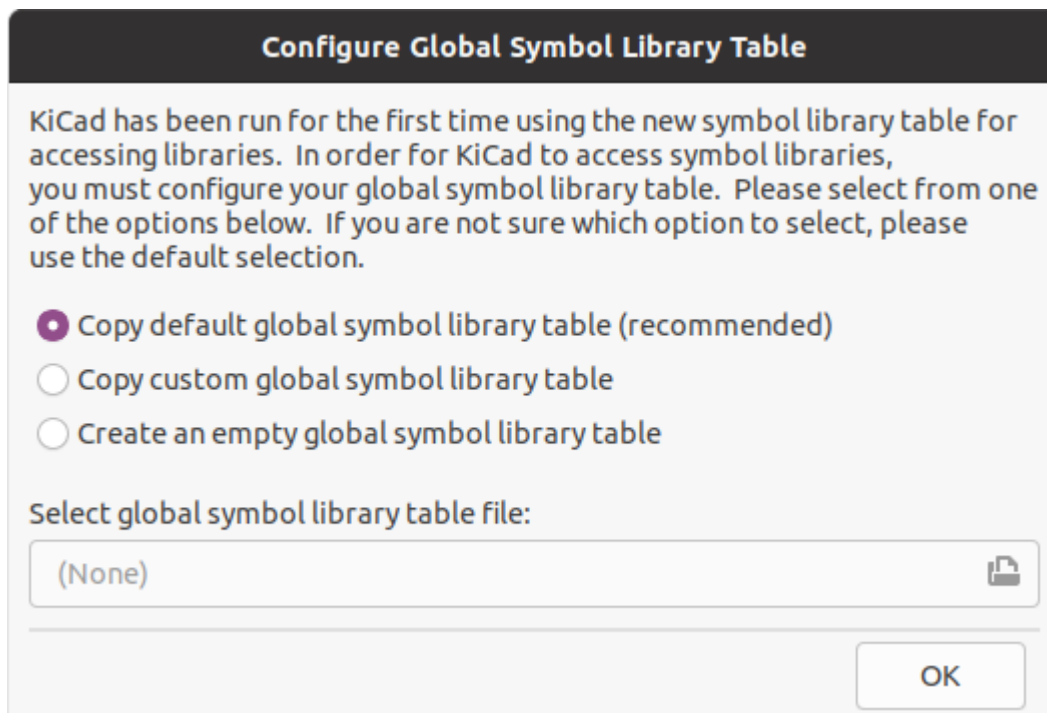 Configure Global Symbol Library Table
KiCad has been run for the first time using the new symbol library table for
accessing libraries.  In order for KiCad to access symbol libraries,
you must configure your global symbol library table.  Please select from one
of the options below.  If you are not sure which option to select, please
use the default selection.
Copy default global symbol library table (recommended)
Copy custom global symbol library table
Create an empty global symbol library table
Select global symbol library table file:
(None)
OK